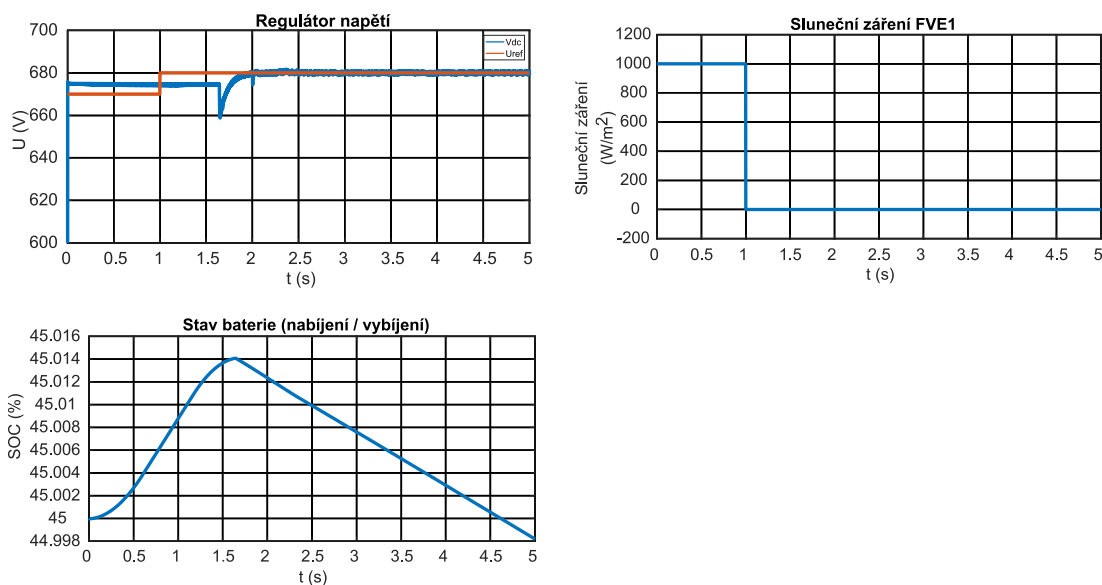 Regulátor napětí
700
680
660
640
620
600
U (V)
Vdc
Uref
0 0.5 1 1.5 2 2.5 3 3.5 4 4.5 5
t (s)
Sluneční záření FVE1
1200
1000
800
600
400
200
0
-200
Sluneční záření
(W/m²)
0 0.5 1 1.5 2 2.5 3 3.5 4 4.5 5
t (s)
Stav baterie (nabíjení / vybíjení)
45.016
45.014
45.012
45.01
45.008
45.006
45.004
45.002
45
44.998
SOC (%)
0 0.5 1 1.5 2 2.5 3 3.5 4 4.5 5
t (s)